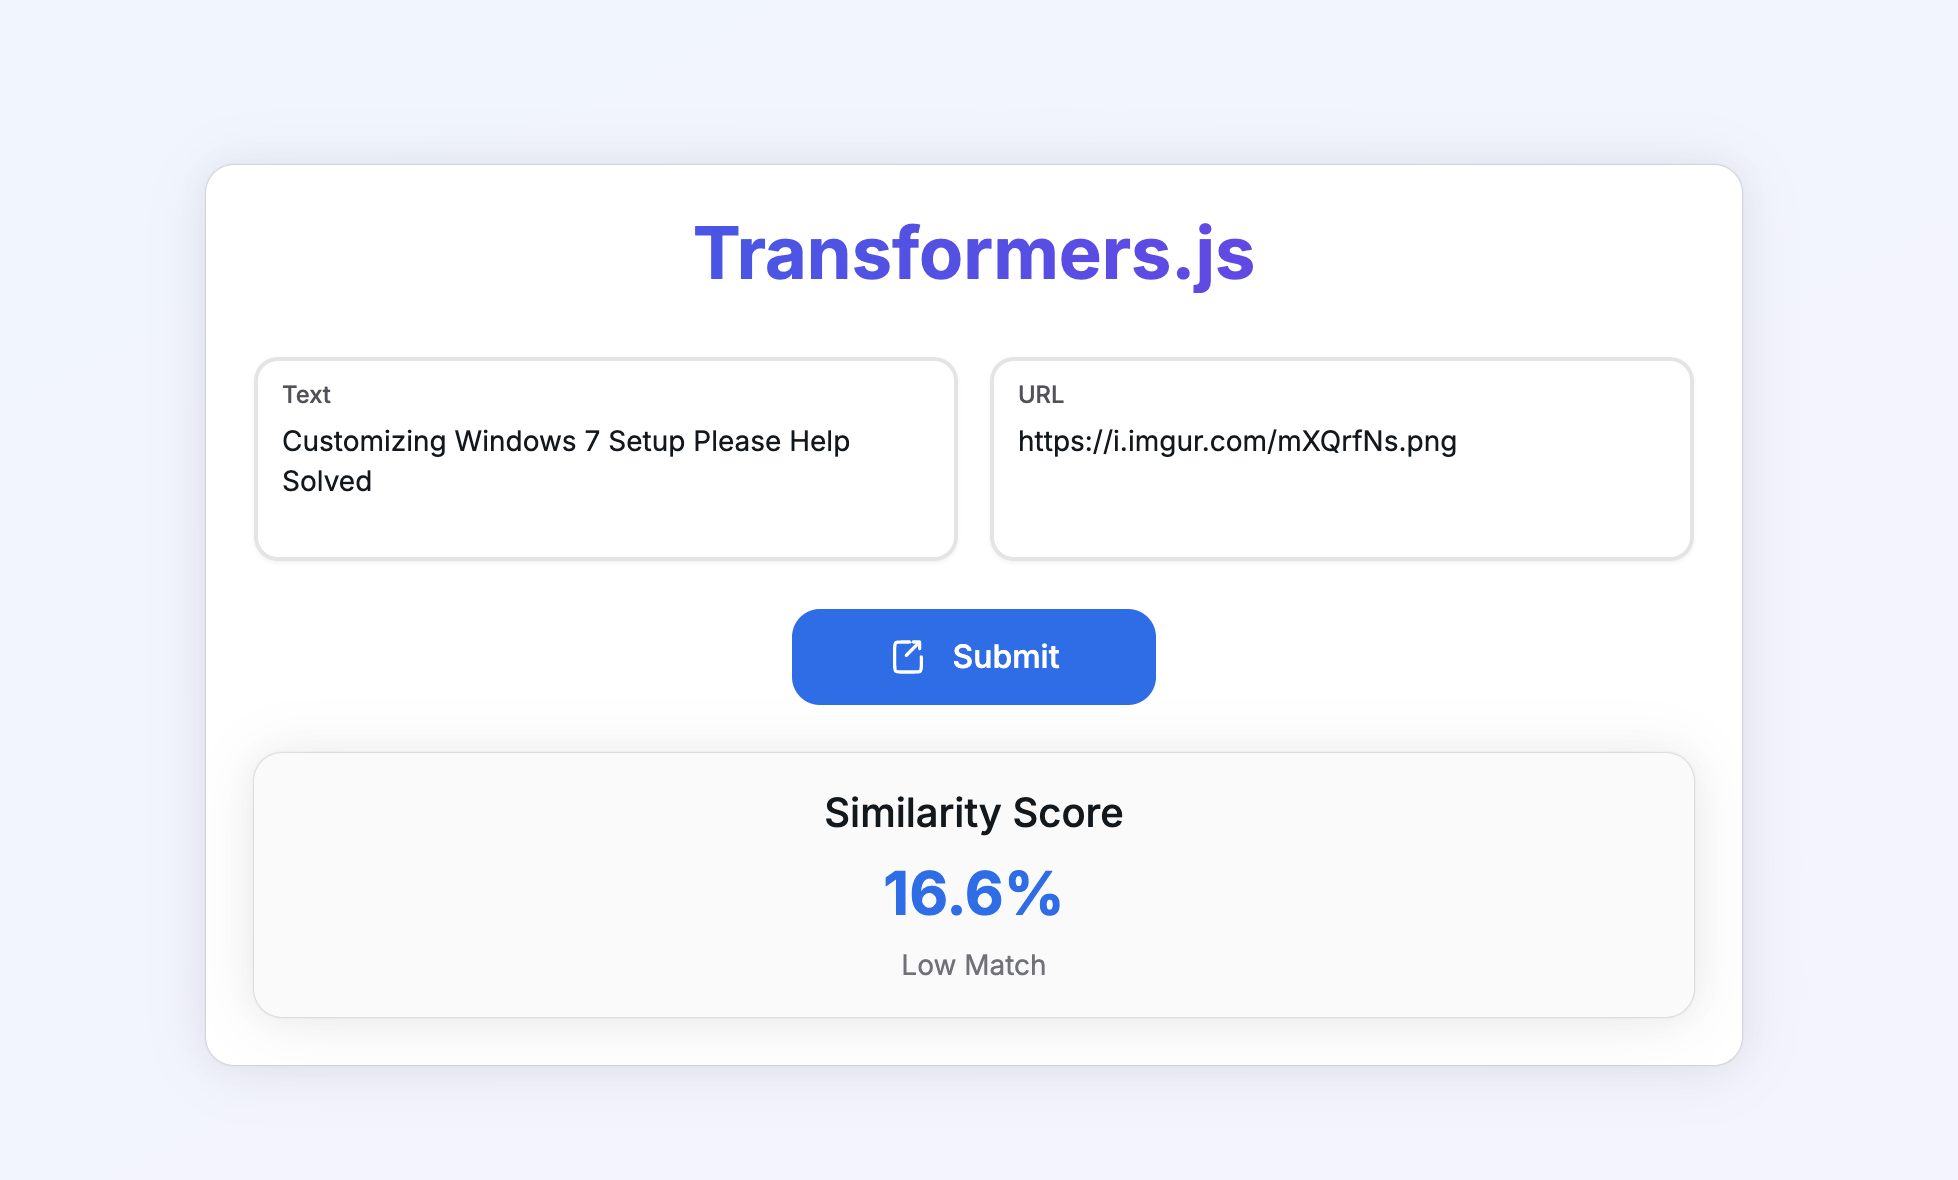 Transformers.js
Text
Customizing Windows 7 Setup Please Help
Solved
URL
https://i.imgur.com/mXQrfNs.png
Submit
Similarity Score
16.6%
Low Match